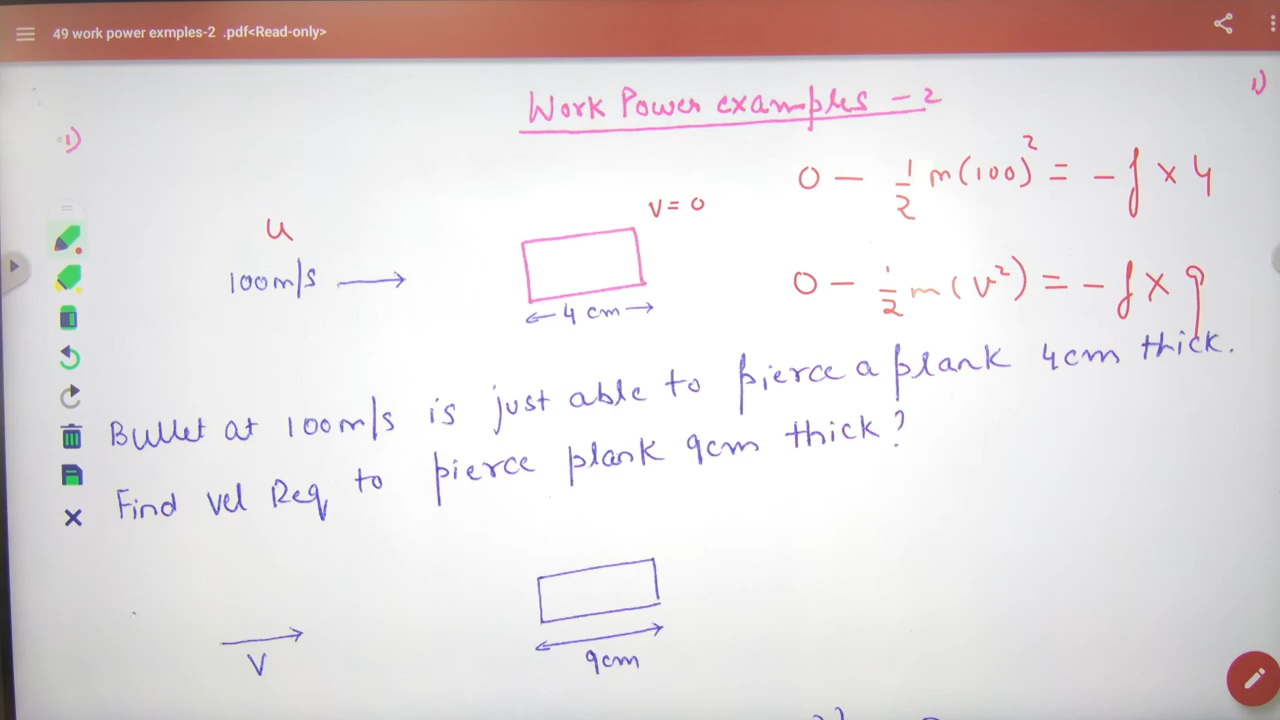 49 work power exmples-2 .pdf<Read-only>
Work Power examples - 2
1)
1)
0 - 1/2 m(100)² = - f × 4
u
v = 0
100m/s
4 cm
0 - 1/2 m(v²) = - f × 9
Bullet at 100m/s is just able to pierce a plank 4cm thick.
Find vel Req to pierce plank 9cm thick?
V
9cm